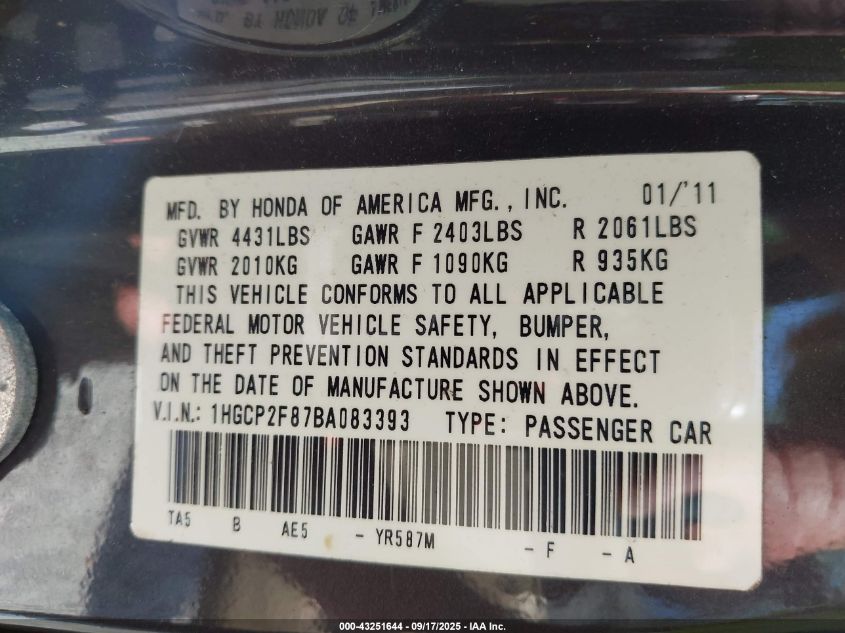 MFD. BY HONDA OF AMERICA MFG., INC. 01/'11
GVWR 4431LBS GAWR F 2403LBS R 2061LBS
GVWR 2010KG GAWR F 1090KG R 935KG
THIS VEHICLE CONFORMS TO ALL APPLICABLE
FEDERAL MOTOR VEHICLE SAFETY, BUMPER,
AND THEFT PREVENTION STANDARDS IN EFFECT
ON THE DATE OF MANUFACTURE SHOWN ABOVE.
V.I.N.: 1HGCP2F87BA083393 TYPE: PASSENGER CAR
TA5 B AE5 - YR587M - F - A
000-43251644 - 09/17/2025 - IAA Inc.